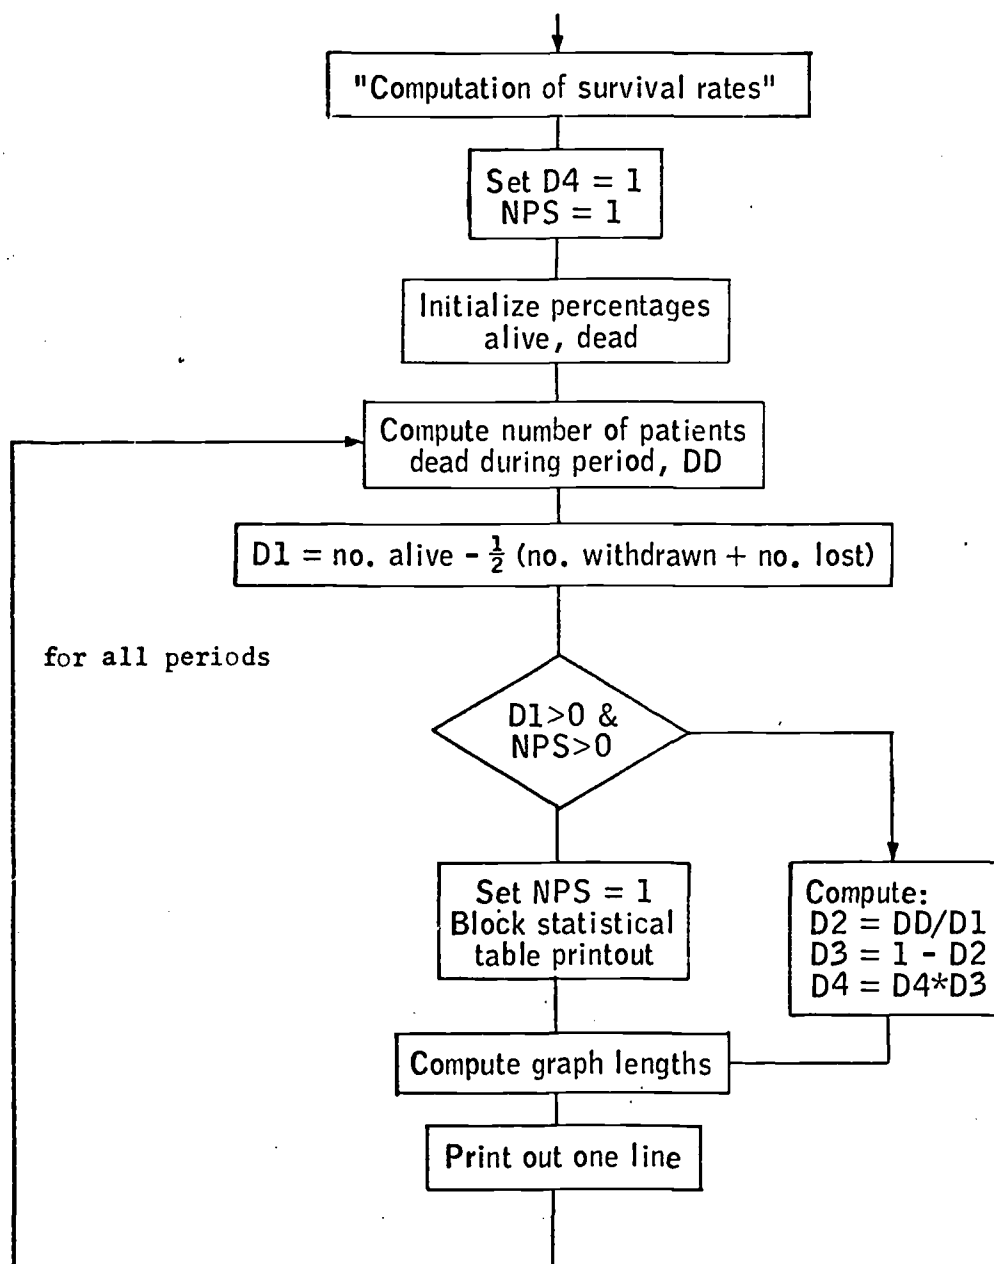 "Computation of survival rates"
Set D4 = 1
NPS = 1
Initialize percentages
alive, dead
Compute number of patients
dead during period, DD
D1 = no. alive - ½ (no. withdrawn + no. lost)
for all periods
D1>0 &
NPS>0
Set NPS = 1
Block statistical
table printout
Compute:
D2 = DD/D1
D3 = 1 - D2
D4 = D4*D3
Compute graph lengths
Print out one line